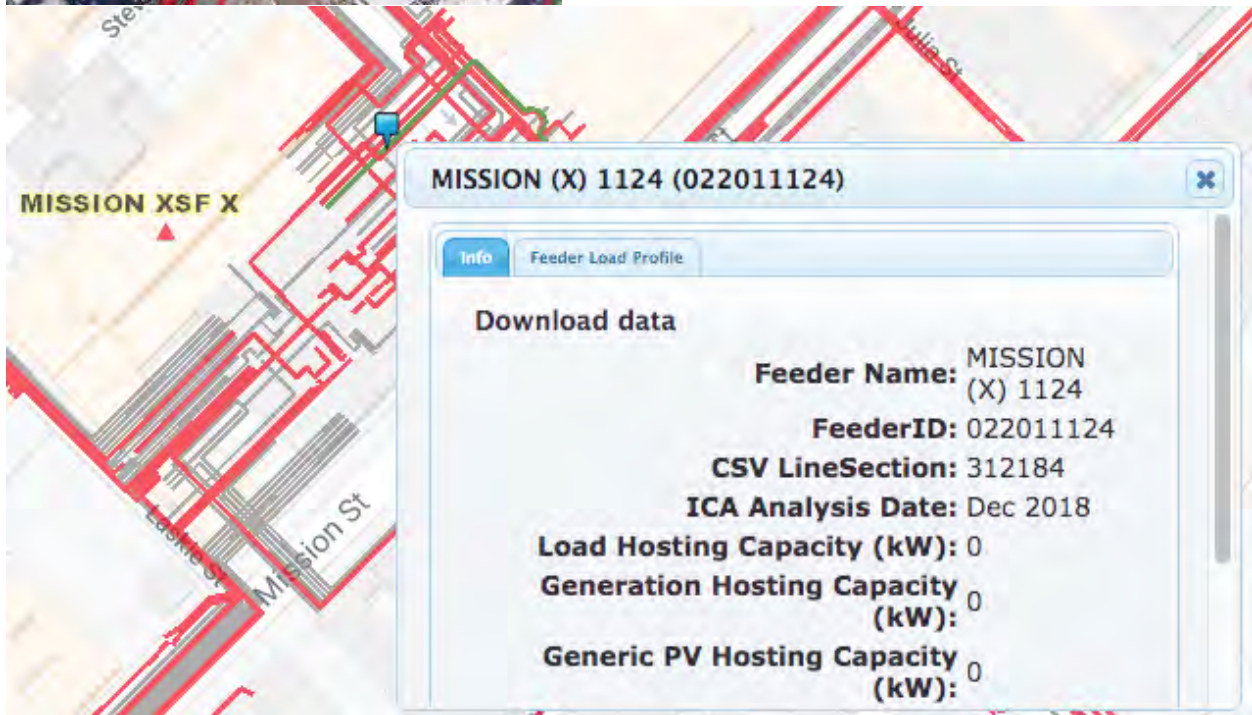 Julia St
MISSION XSF X
MISSION (X) 1124 (022011124)
Info
Feeder Load Profile
Download data
Feeder Name: MISSION
(X) 1124
FeederID: 022011124
CSV LineSection: 312184
ICA Analysis Date: Dec 2018
Load Hosting Capacity (kW): 0
Generation Hosting Capacity
(kW): 0
Generic PV Hosting Capacity
(kW): 0
Laskie St
Mission St